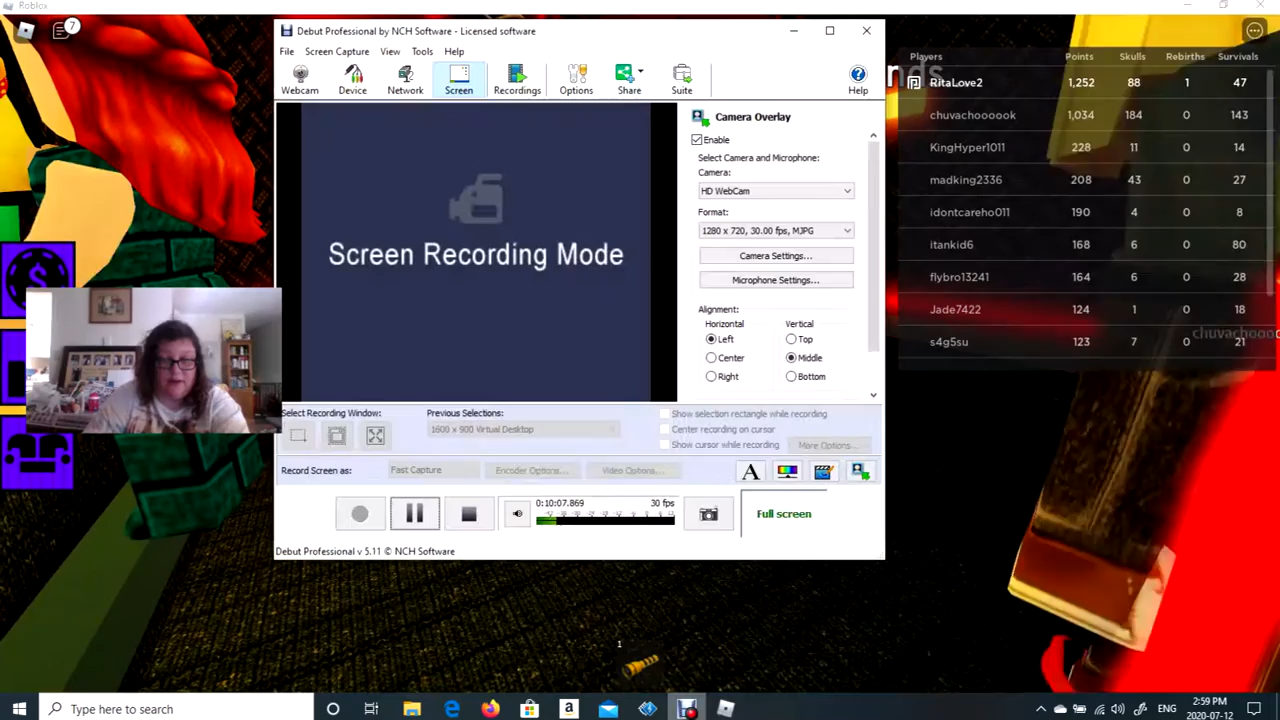 Roblox
7
Debut Professional by NCH Software - Licensed software
File Screen Capture View Tools Help
Webcam Device Network Screen Recordings Options Share Suite Help
Screen Recording Mode
Camera Overlay
Enable
Select Camera and Microphone:
Camera:
HD WebCam
Format:
1280 x 720, 30.00 fps, MJPG
Camera Settings...
Microphone Settings...
Alignment:
Horizontal Vertical
Left Top
Center Middle
Right Bottom
Select Recording Window: Previous Selections:
1600 x 900 Virtual Desktop
Show selection rectangle while recording
Center recording on cursor
Show cursor while recording More Options...
Record Screen as: Fast Capture Encoder Options... Video Options...
A
0:10:07.869 30 fps
Full screen
Debut Professional v 5.11 © NCH Software
Players Points Skulls Rebirths Survivals
RitaLove2 1,252 88 1 47
chuvachoooook 1,034 184 0 143
KingHyper1011 228 11 0 14
madking2336 208 43 0 27
idontcareho011 190 4 0 8
itankid6 168 6 0 80
flybro13241 164 6 0 28
Jade7422 124 1 0 18
chuvachooo
s4g5su 123 7 0 21
1
Type here to search
2:59 PM
2020-07-12